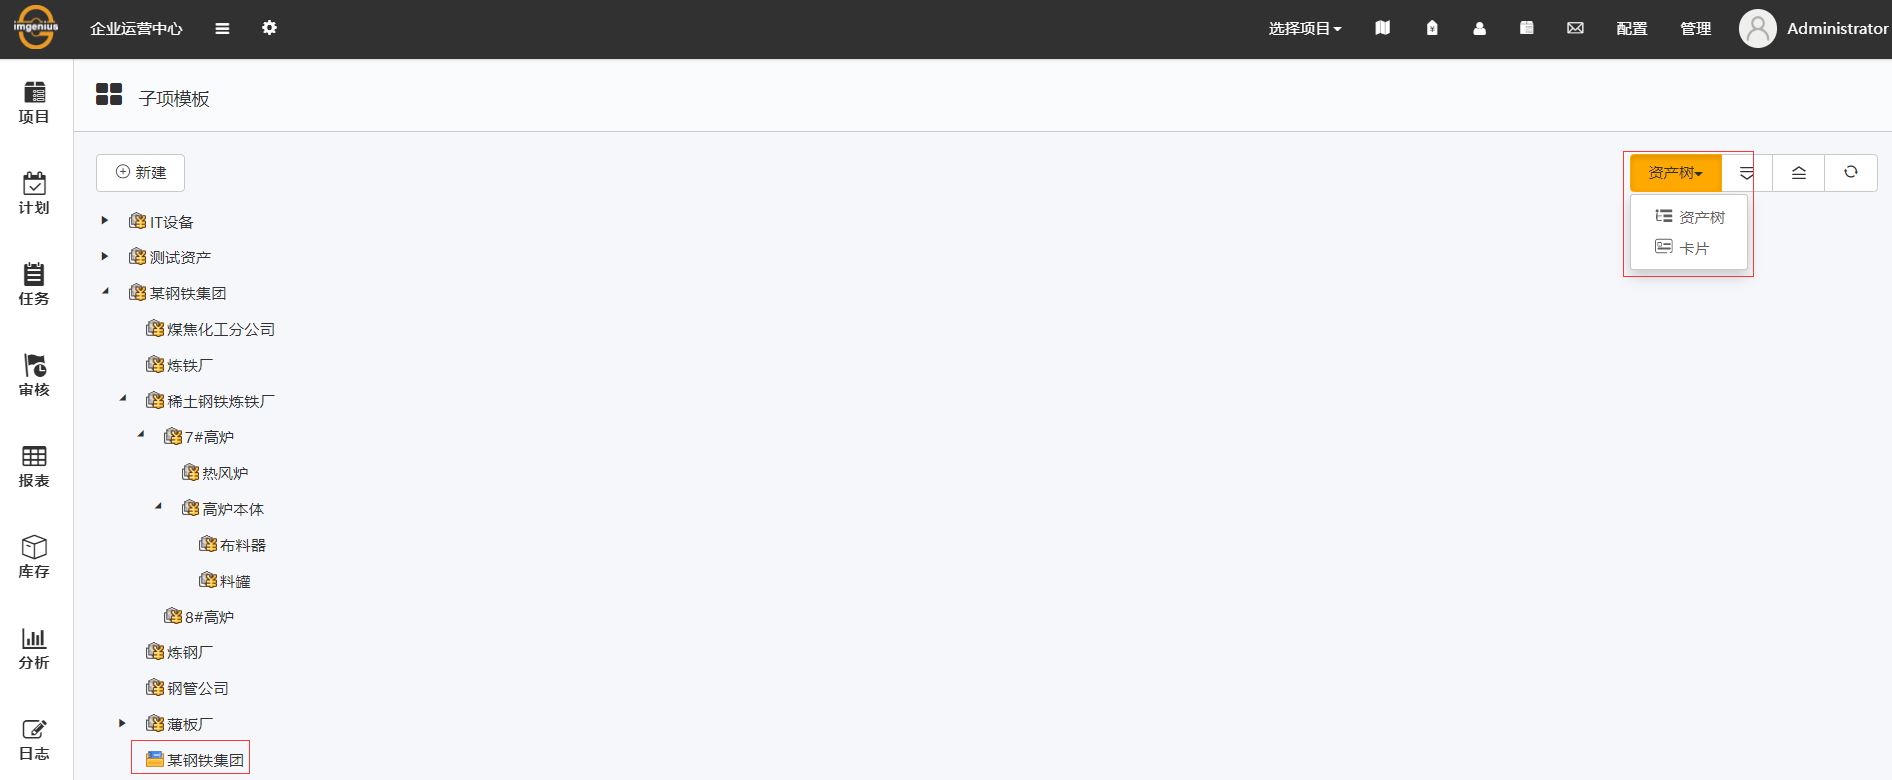 imgenius
企业运营中心
选择项目
配置
管理
Administrator
项目
计划
任务
审核
报表
库存
分析
日志
子项模板
新建
资产树
资产树
卡片
IT设备
测试资产
某钢铁集团
煤焦化工分公司
炼铁厂
稀土钢铁炼铁厂
7#高炉
热风炉
高炉本体
布料器
料罐
8#高炉
炼钢厂
钢管公司
薄板厂
某钢铁集团